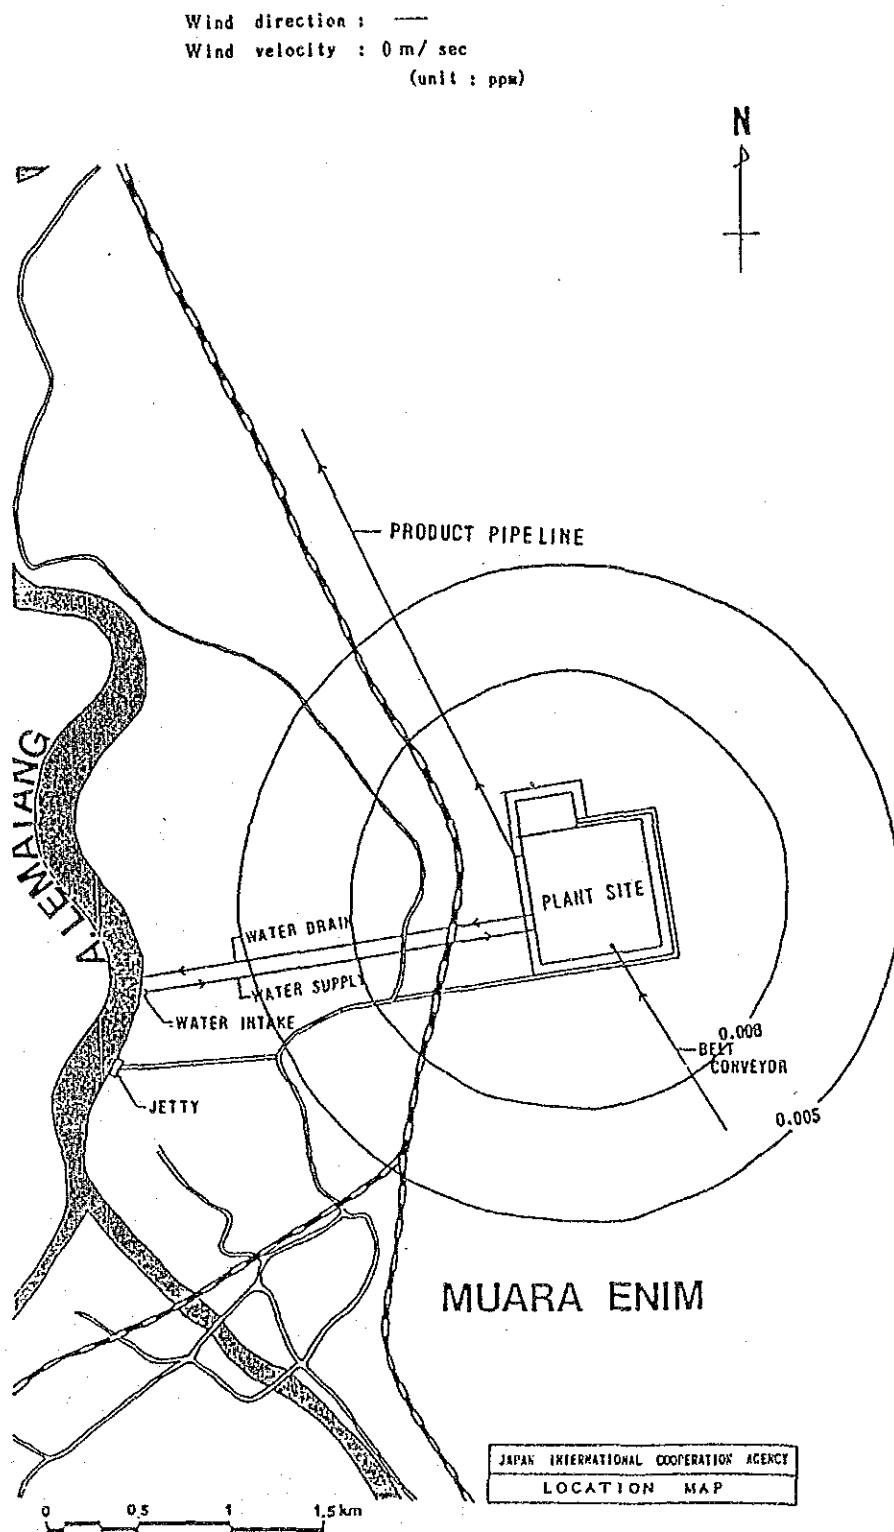 Wind direction : —
Wind velocity : 0 m/ sec
(unit : ppm)
N
PRODUCT PIPELINE
A.LEMATANG
PLANT SITE
WATER DRAIN
WATER SUPPLY
WATER INTAKE
0.008
BELT
CONVEYOR
JETTY
0.005
MUARA ENIM
JAPAN INTERNATIONAL COOPERATION AGENCY
LOCATION MAP
0 0.5 1 1.5 km